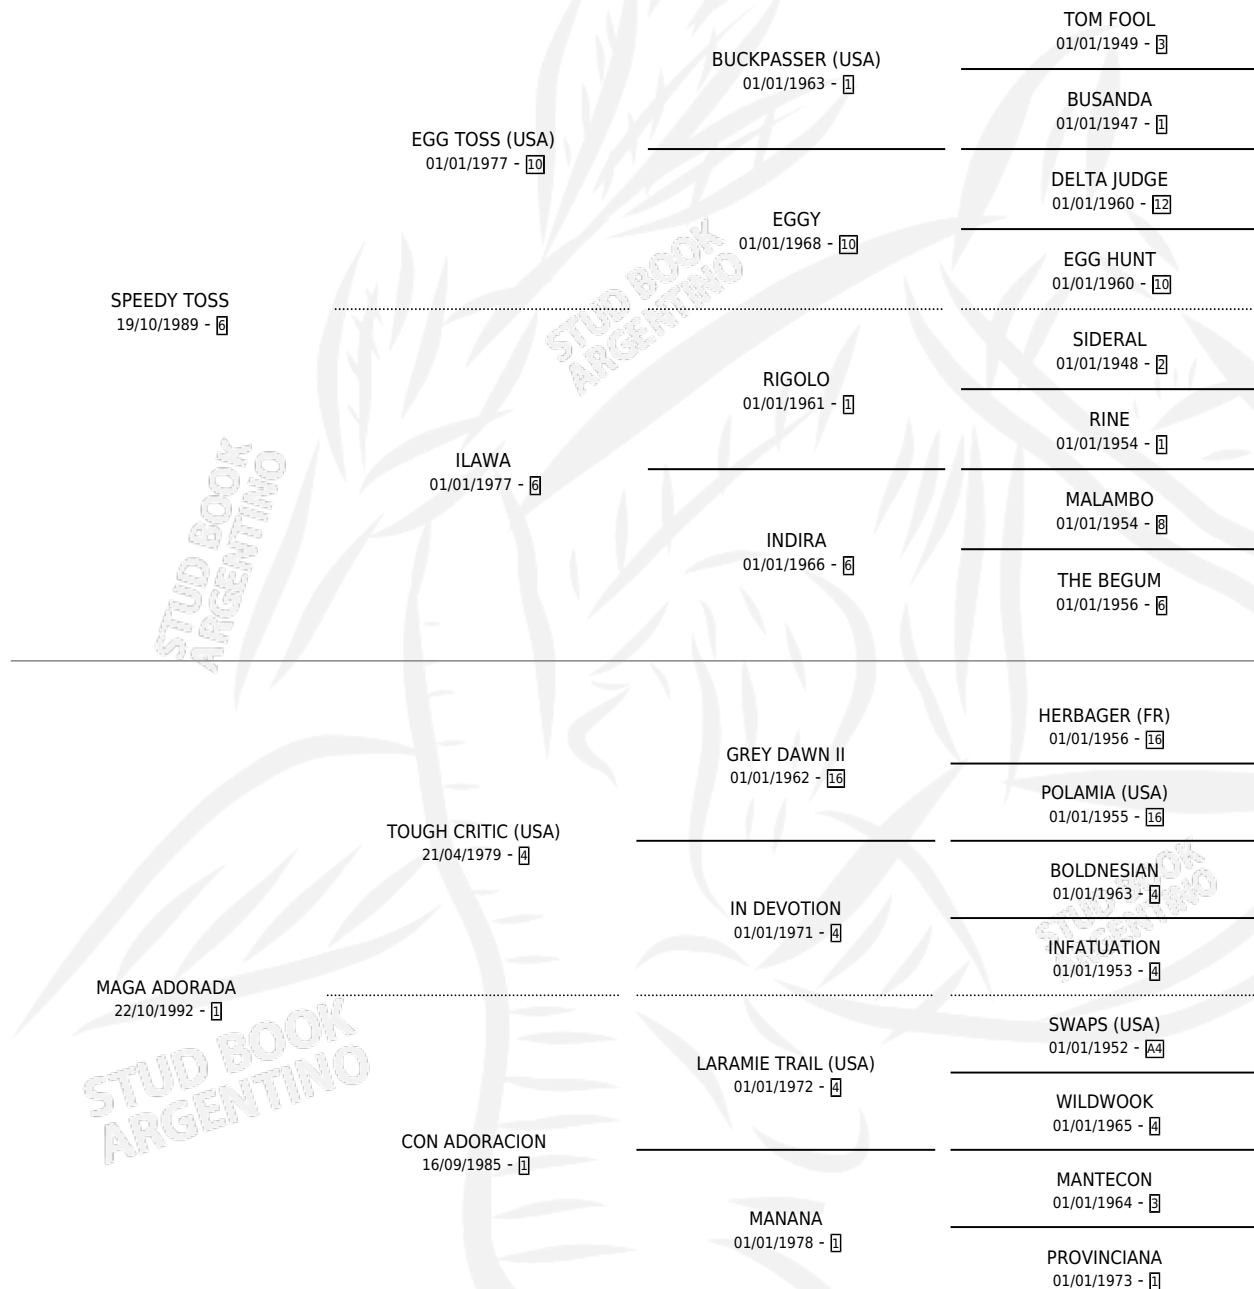 TOM FOOL
01/01/1949 - 3
BUCKPASSER (USA)
01/01/1963 - 1
BUSANDA
01/01/1947 - 1
EGG TOSS (USA)
01/01/1977 - 10
DELTA JUDGE
01/01/1960 - 12
EGGY
01/01/1968 - 10
EGG HUNT
01/01/1960 - 10
SPEEDY TOSS
19/10/1989 - 6
STUD BOOK
ARGENTINO
SIDERAL
01/01/1948 - 2
RIGOLO
01/01/1961 - 1
RINE
01/01/1954 - 1
ILAWA
01/01/1977 - 6
MALAMBO
01/01/1954 - 8
INDIRA
01/01/1966 - 6
THE BEGUM
01/01/1956 - 6
STUD BOOK
ARGENTINO
HERBAGER (FR)
01/01/1956 - 16
GREY DAWN II
01/01/1962 - 16
POLAMIA (USA)
01/01/1955 - 16
TOUGH CRITIC (USA)
21/04/1979 - 4
BOLDNESIAN
01/01/1963 - 4
IN DEVOTION
01/01/1971 - 4
STUD BOOK
ARGENTINO
INFATUATION
01/01/1953 - 4
MAGA ADORADA
22/10/1992 - 1
STUD BOOK
ARGENTINO
SWAPS (USA)
01/01/1952 - A4
LARAMIE TRAIL (USA)
01/01/1972 - 4
WILDWOOK
01/01/1965 - 4
CON ADORACION
16/09/1985 - 1
MANTECON
01/01/1964 - 3
MANANA
01/01/1978 - 1
PROVINCIANA
01/01/1973 - 1